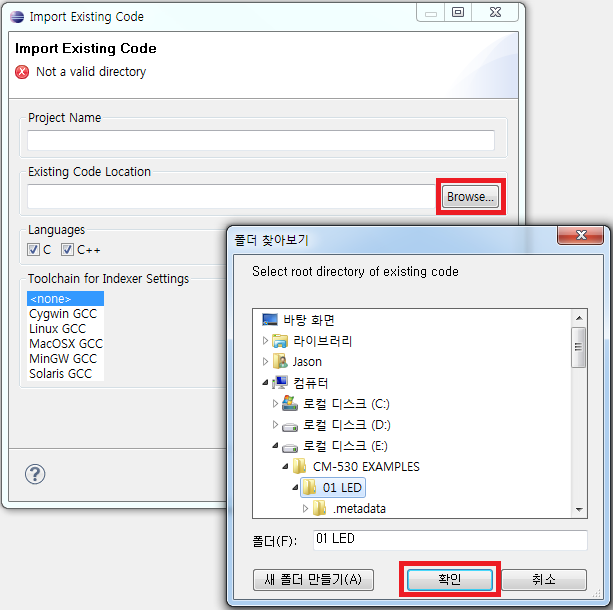 Import Existing Code
Import Existing Code
Not a valid directory
Project Name
Existing Code Location
Browse...
Languages
C
C++
Toolchain for Indexer Settings
<none>
Cygwin GCC
Linux GCC
MacOSX GCC
MinGW GCC
Solaris GCC
?
폴더 찾아보기
Select root directory of existing code
바탕 화면
라이브러리
Jason
컴퓨터
로컬 디스크 (C:)
로컬 디스크 (D:)
로컬 디스크 (E:)
CM-530 EXAMPLES
01 LED
.metadata
폴더(F):
01 LED
새 폴더 만들기(A)
확인
취소